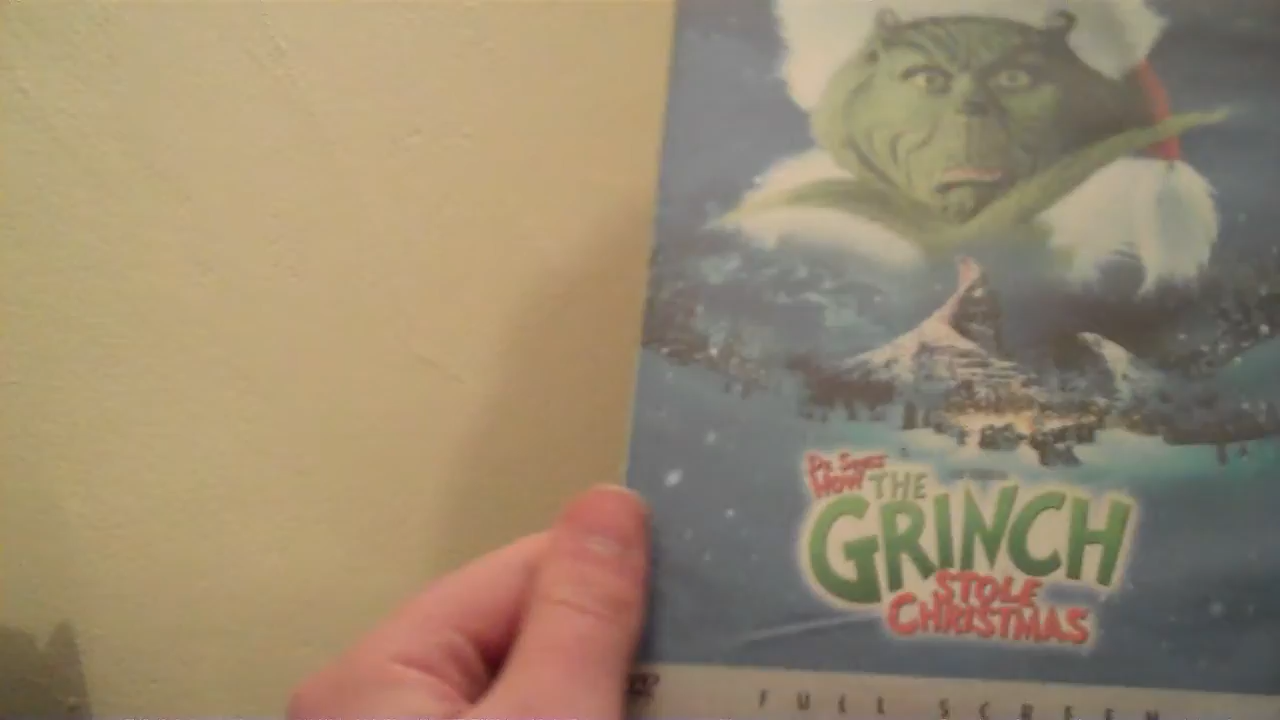 Dr. Seuss
HOW THE
GRINCH
STOLE
CHRISTMAS
FULL SCREEN